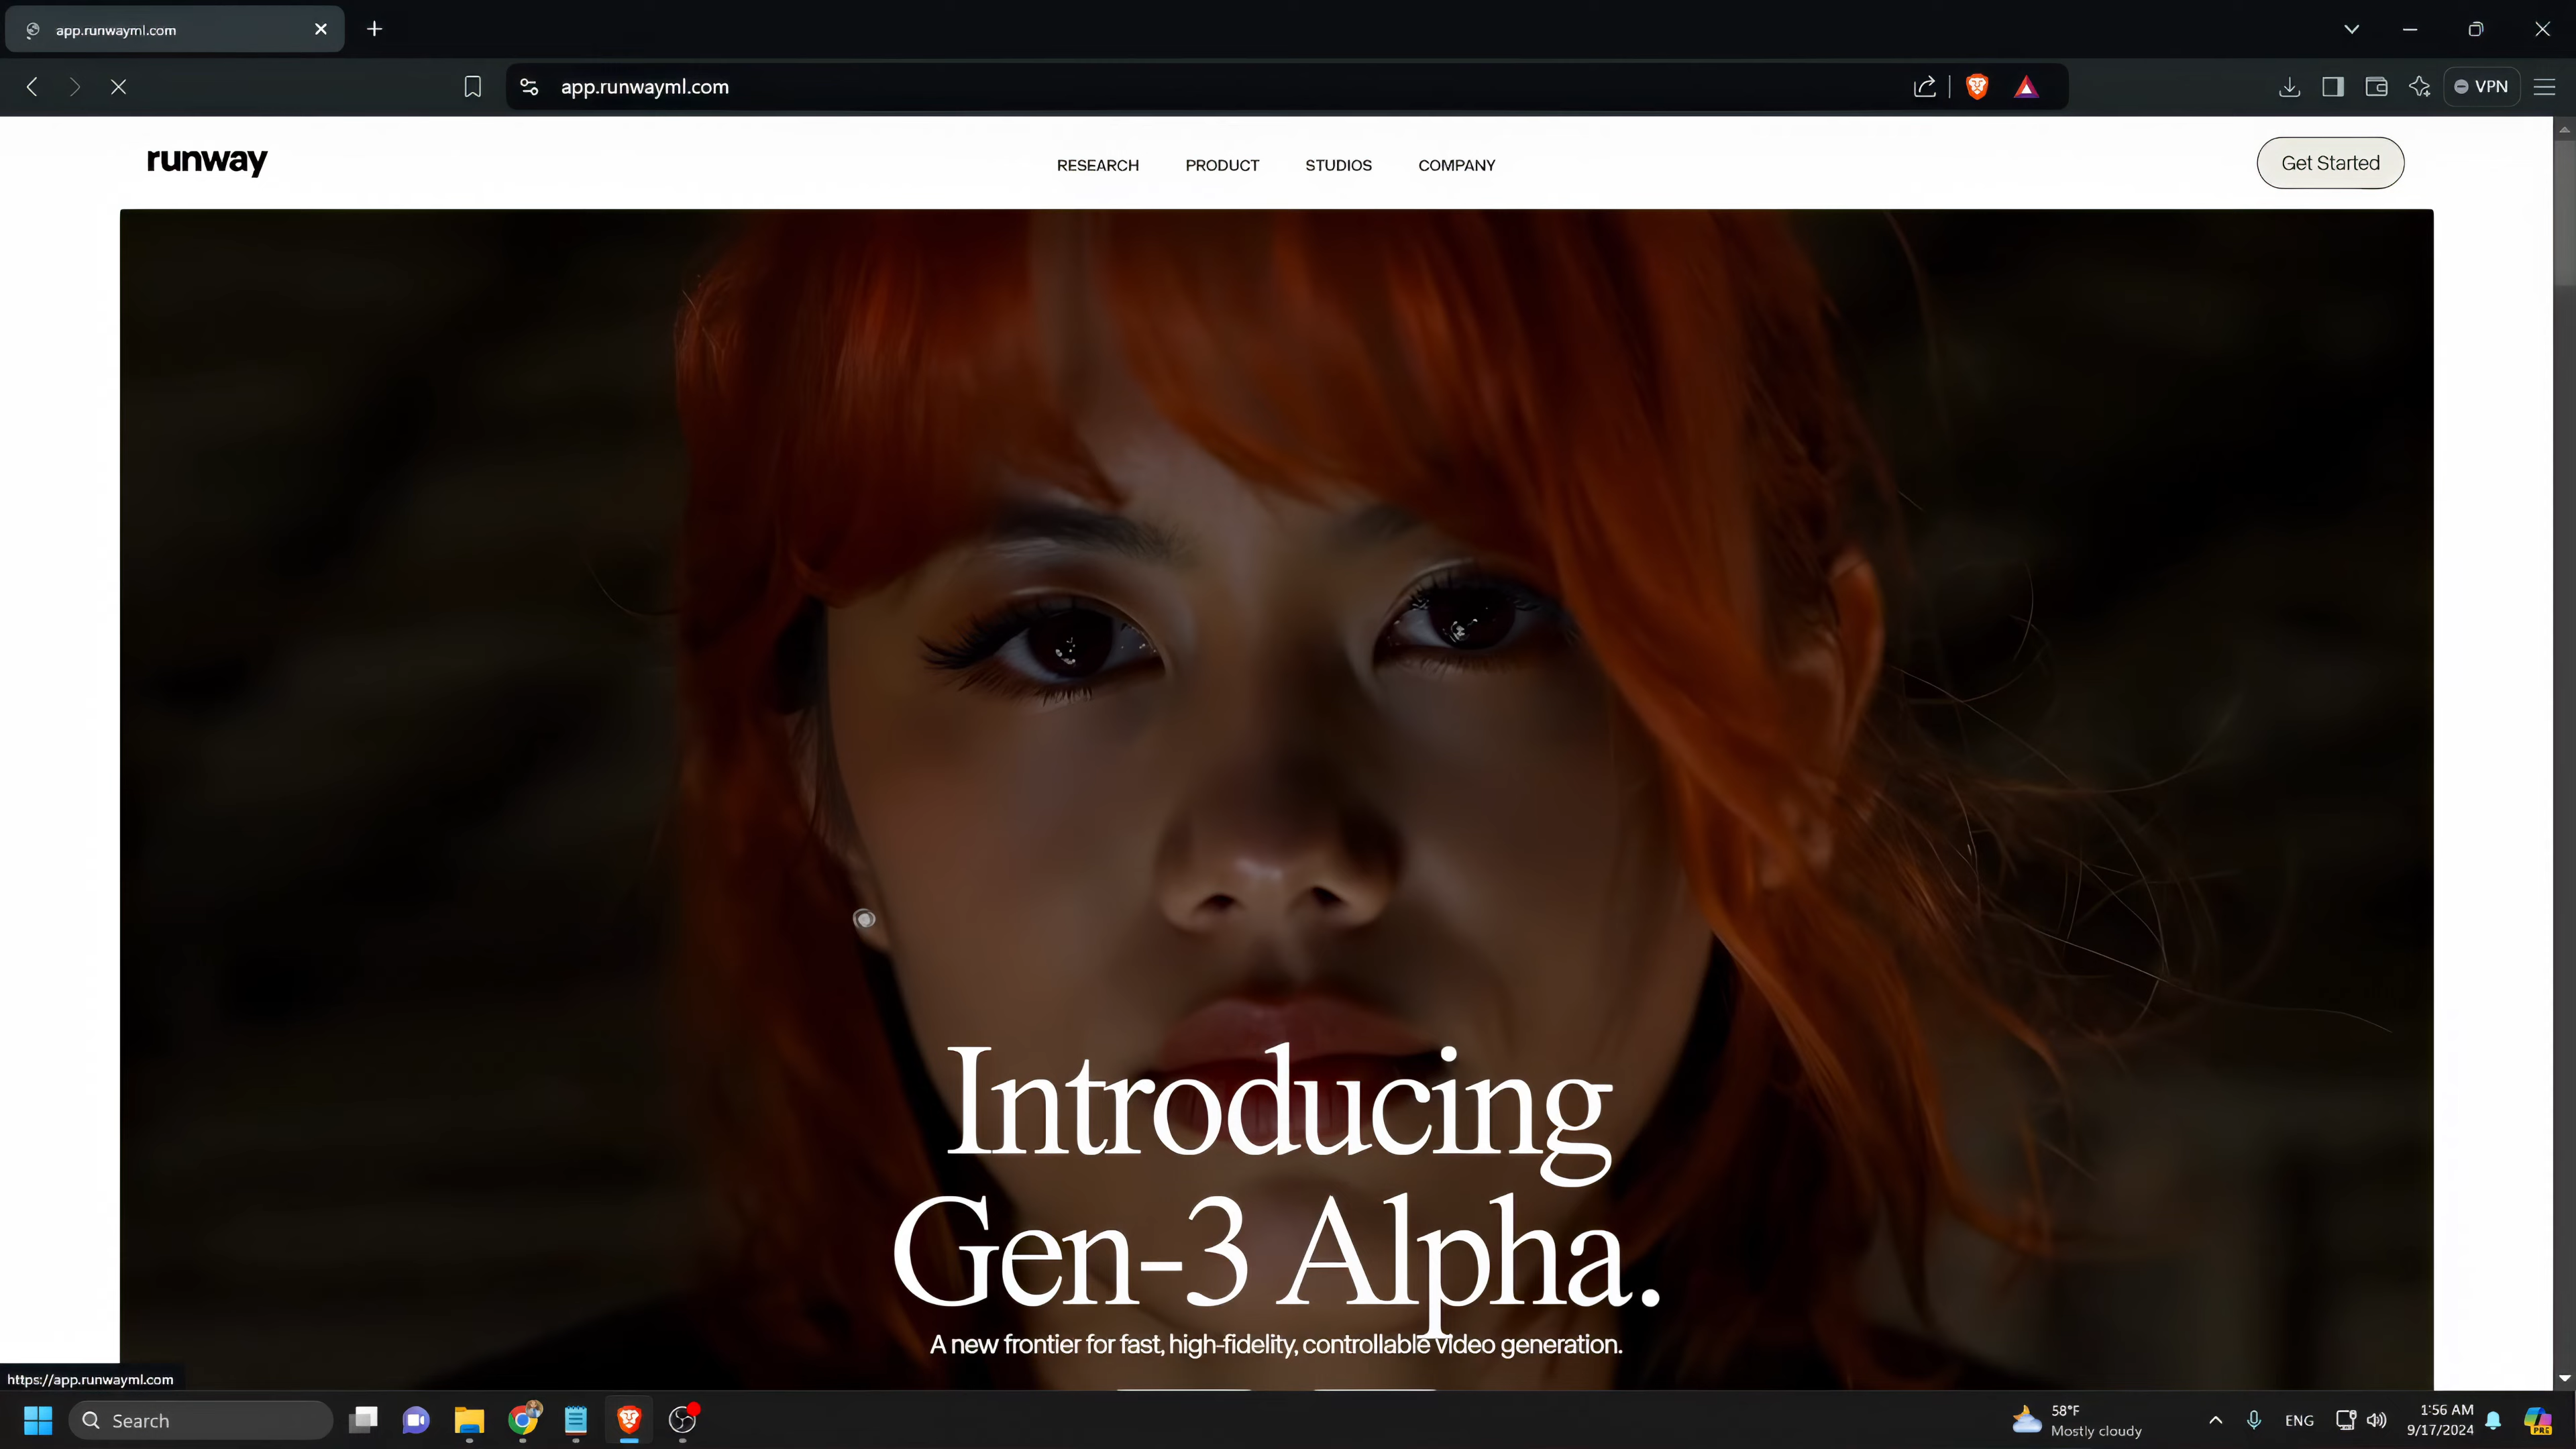 app.runwayml.com
app.runwayml.com
VPN
runway
RESEARCH
PRODUCT
STUDIOS
COMPANY
Get Started
Introducing
Gen-3 Alpha.
A new frontier for fast, high-fidelity, controllable video generation.
https://app.runwayml.com
Search
58°F
Mostly cloudy
ENG
1:56 AM
9/17/2024
PRE